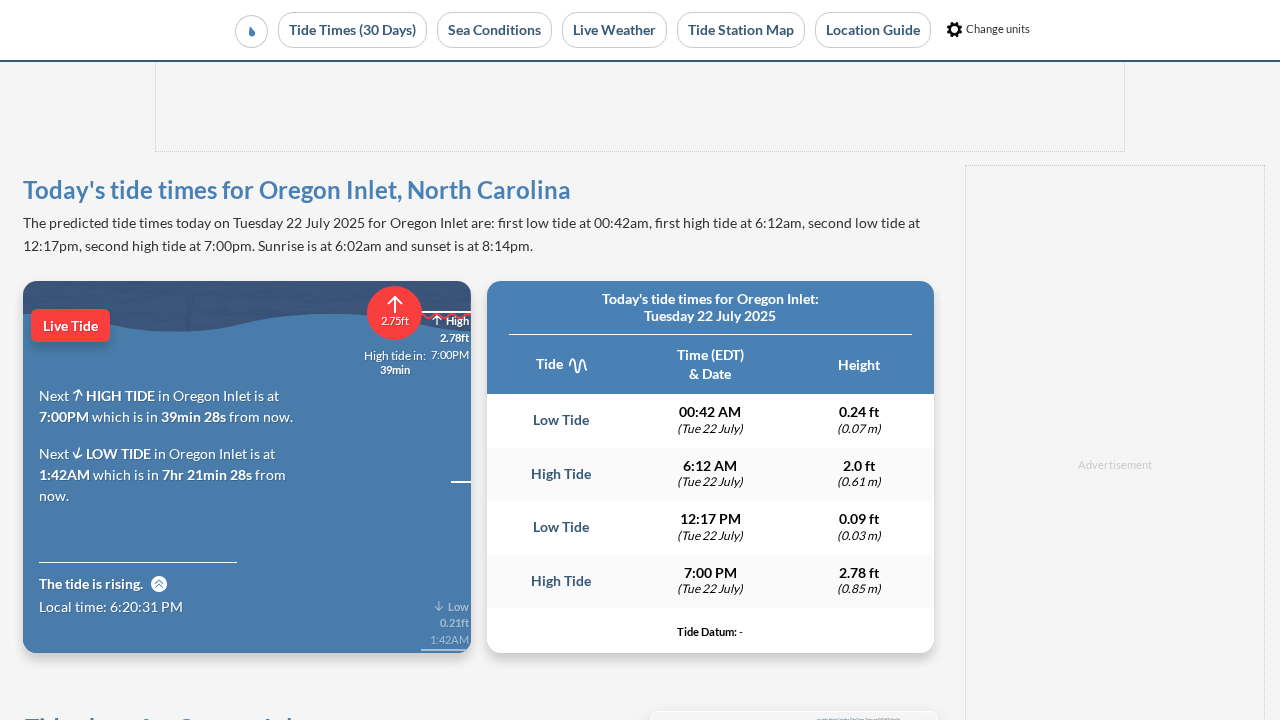 Tide Times (30 Days)
Sea Conditions
Live Weather
Tide Station Map
Location Guide
Change units
Today's tide times for Oregon Inlet, North Carolina
The predicted tide times today on Tuesday 22 July 2025 for Oregon Inlet are: first low tide at 00:42am, first high tide at 6:12am, second low tide at
12:17pm, second high tide at 7:00pm. Sunrise is at 6:02am and sunset is at 8:14pm.
Live Tide
2.75ft
High
2.78ft
7:00PM
High tide in:
39min
Next HIGH TIDE in Oregon Inlet is at
7:00PM which is in 39min 28s from now.
Next LOW TIDE in Oregon Inlet is at
1:42AM which is in 7hr 21min 28s from
now.
The tide is rising.
Local time: 6:20:31 PM
Low
0.21ft
1:42AM
Today's tide times for Oregon Inlet:
Tuesday 22 July 2025
Tide
Time (EDT)
& Date
Height
Low Tide
00:42 AM
(Tue 22 July)
0.24 ft
(0.07 m)
High Tide
6:12 AM
(Tue 22 July)
2.0 ft
(0.61 m)
Low Tide
12:17 PM
(Tue 22 July)
0.09 ft
(0.03 m)
High Tide
7:00 PM
(Tue 22 July)
2.78 ft
(0.85 m)
Tide Datum: -
Advertisement